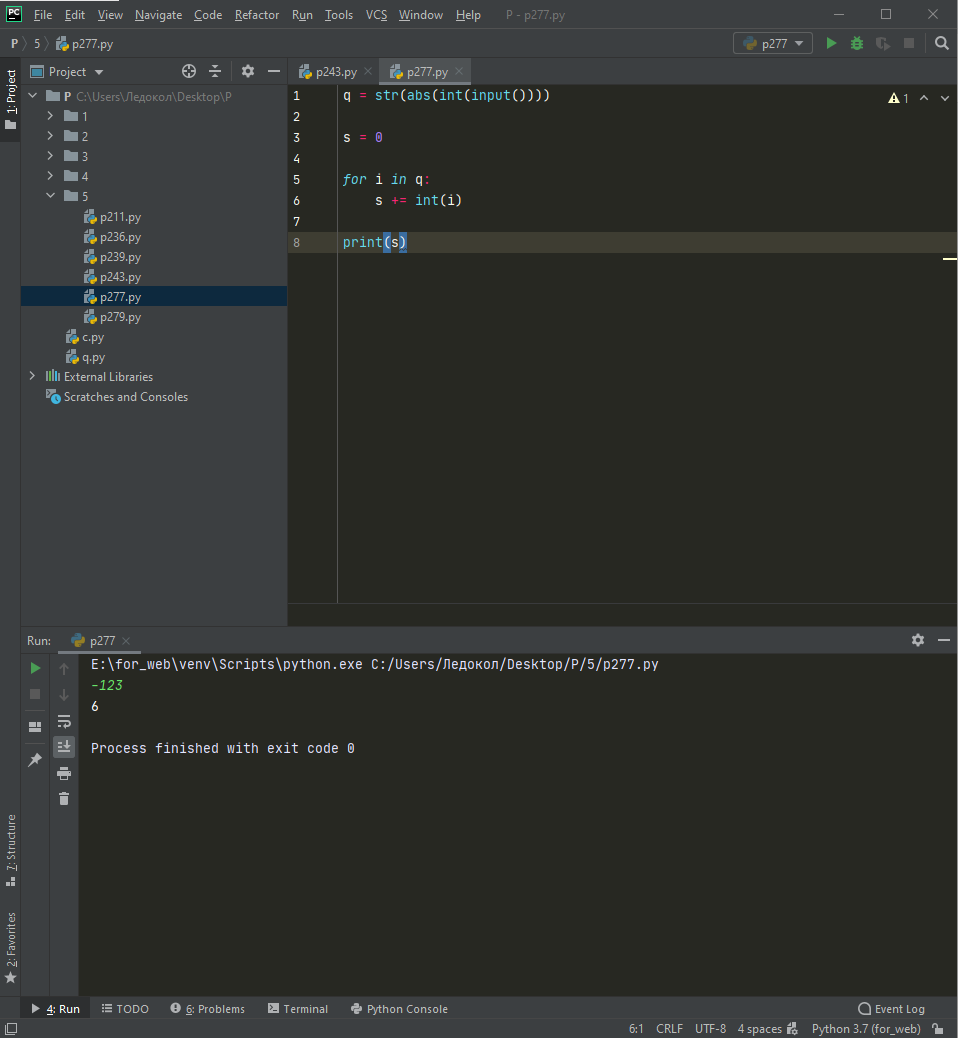 PC File Edit View Navigate Code Refactor Run Tools VCS Window Help P - p277.py
P 5 p277.py p277
1: Project
Project
p243.py p277.py
P C:\Users\Ледокол\Desktop\P
1
2
3
4
5
p211.py
p236.py
p239.py
p243.py
p277.py
p279.py
c.py
q.py
External Libraries
Scratches and Consoles
1 q = str(abs(int(input())))
1
2
3 s = 0
4
5 for i in q:
6 s += int(i)
7
8 print(s)
Run: p277
E:\for_web\venv\Scripts\python.exe C:/Users/Ледокол/Desktop/P/5/p277.py
-123
6
Process finished with exit code 0
7: Structure
2: Favorites
4: Run TODO 6: Problems Terminal Python Console Event Log
6:1 CRLF UTF-8 4 spaces Python 3.7 (for_web)